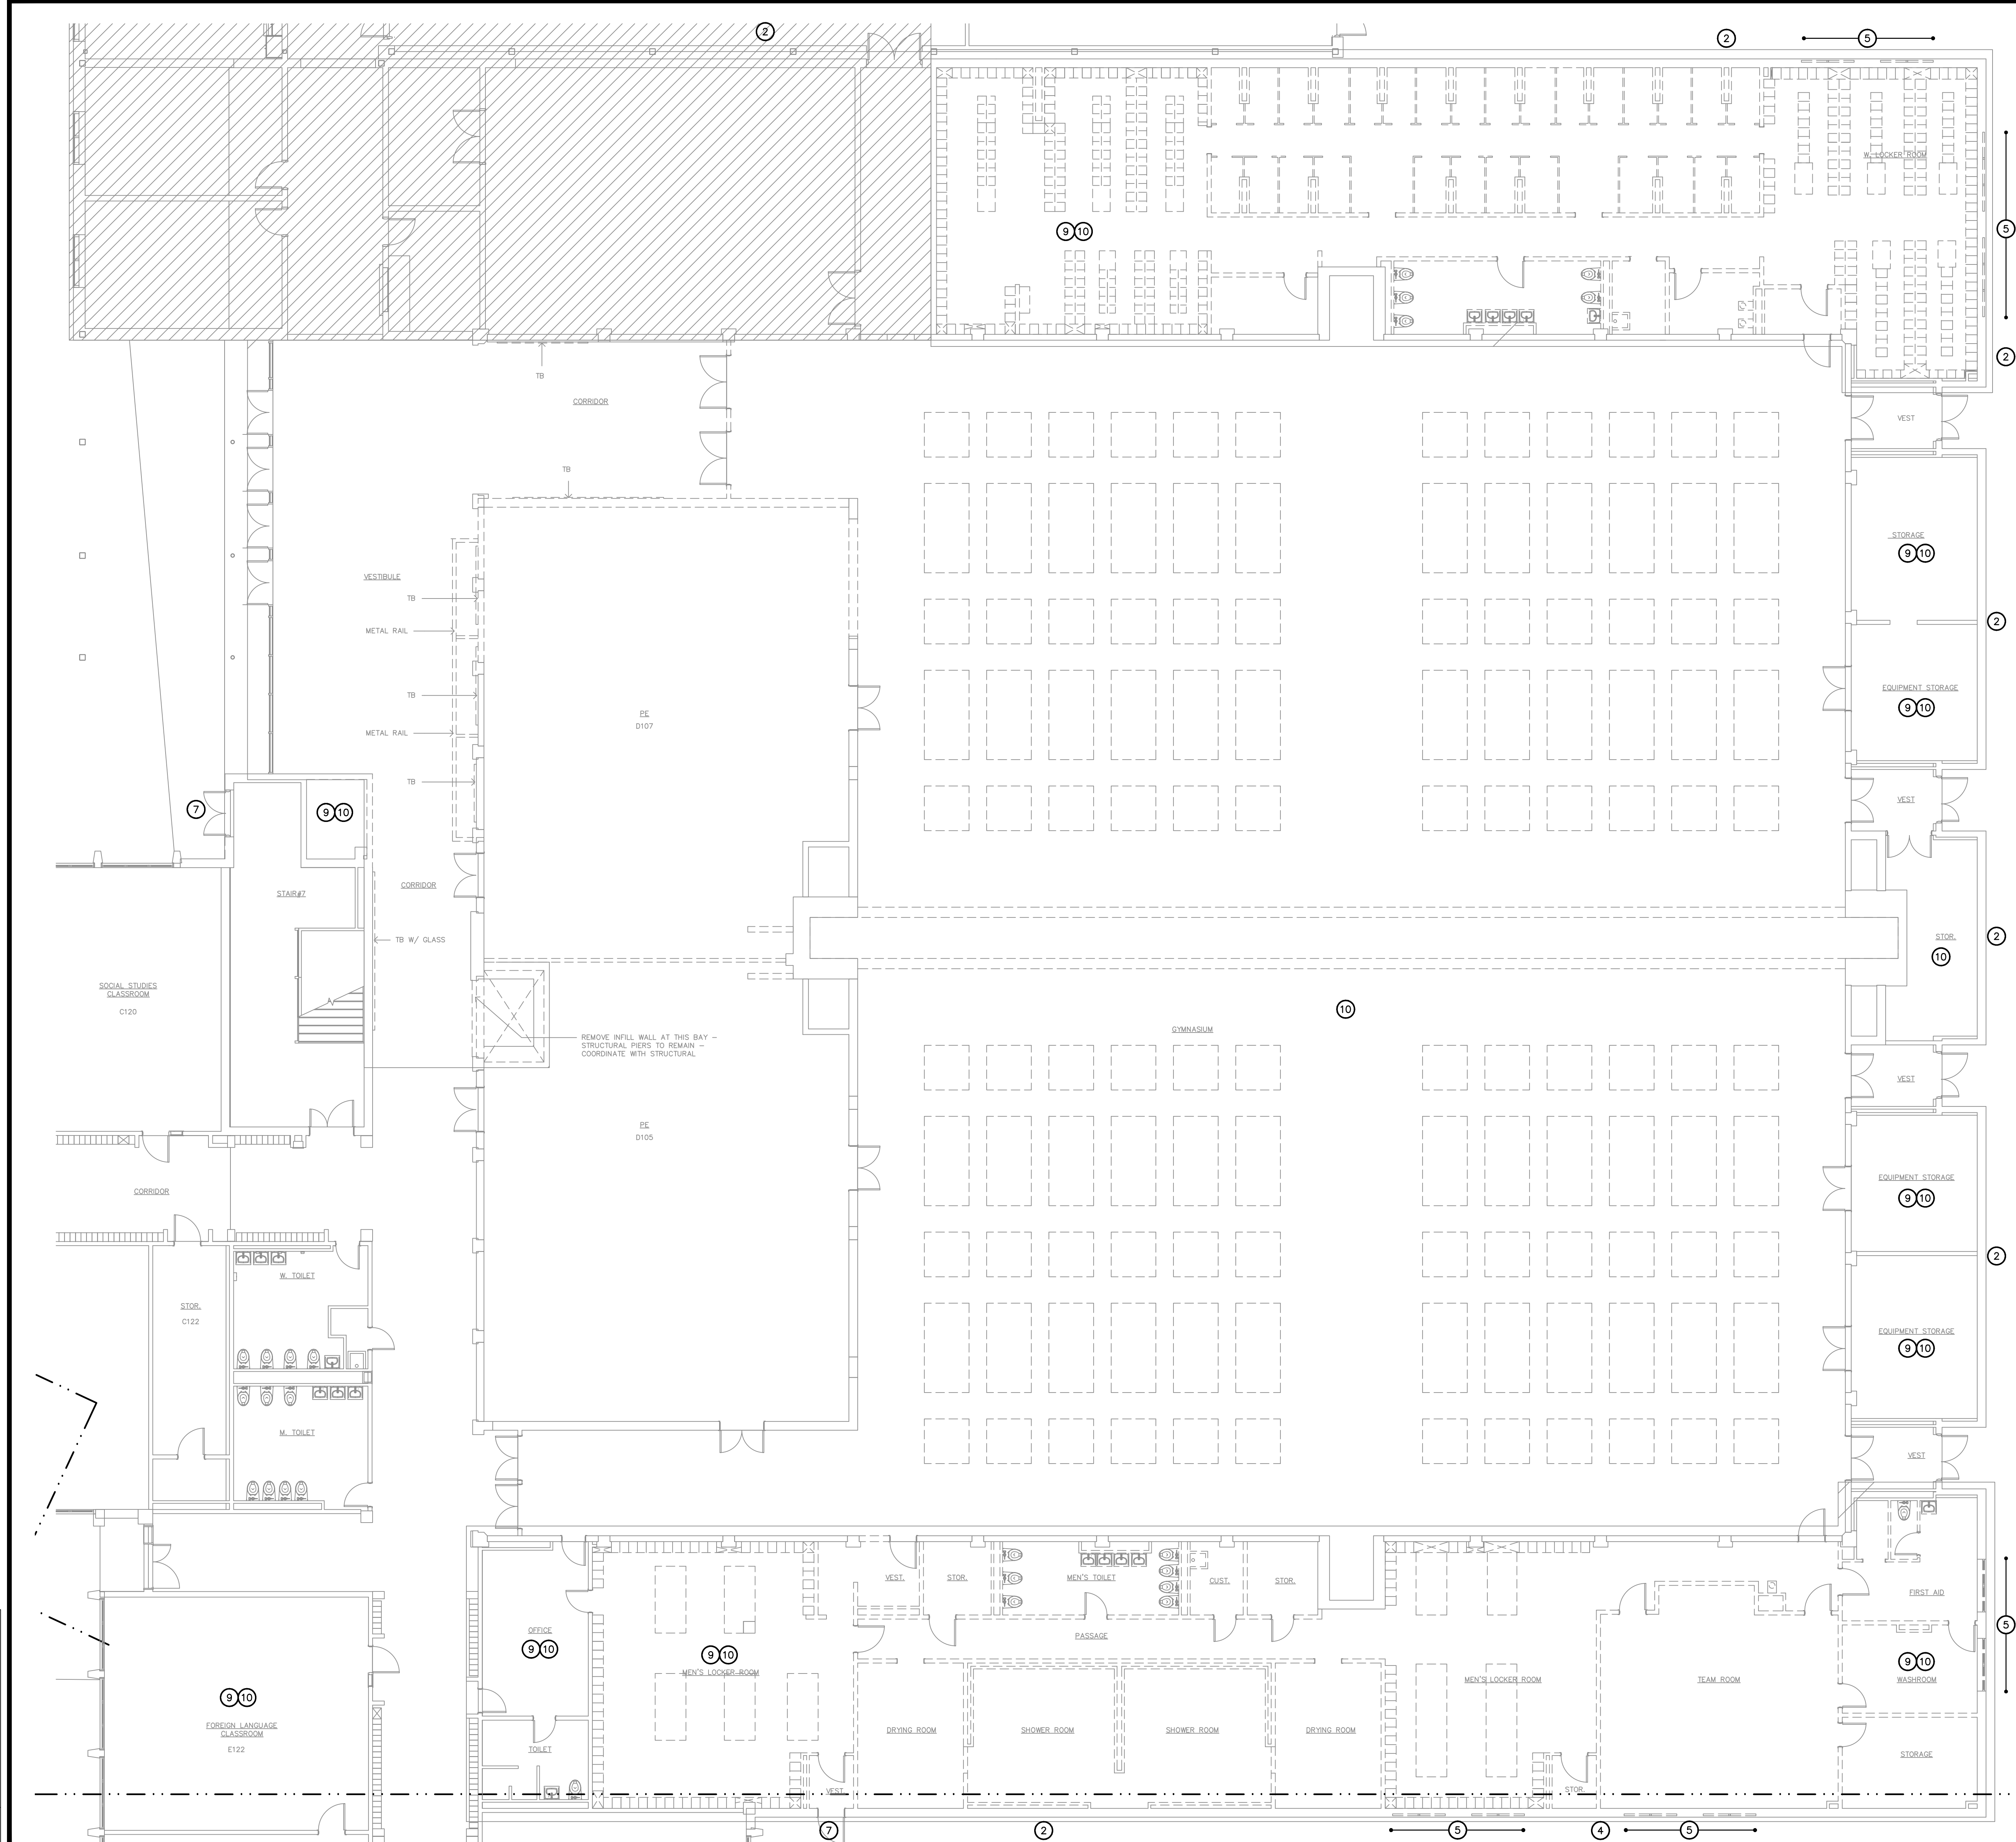 2
2
5
W. LOCKER ROOM
5
9 10
2
TB
CORRIDOR
VEST
TB
STORAGE
9 10
VESTIBULE
TB
METAL RAIL
2
EQUIPMENT STORAGE
9 10
TB
PE
D107
METAL RAIL
TB
VEST
7
9 10
CORRIDOR
STAIR#7
TB W/ GLASS
STOR.
2
10
SOCIAL STUDIES
CLASSROOM
C120
10
GYMNASIUM
REMOVE INFILL WALL AT THIS BAY –
STRUCTURAL PIERS TO REMAIN –
COORDINATE WITH STRUCTURAL
VEST
PE
D105
EQUIPMENT STORAGE
9 10
CORRIDOR
2
W. TOILET
STOR.
C122
EQUIPMENT STORAGE
9 10
M. TOILET
VEST
VEST.
STOR.
MEN'S TOILET
CUST.
STOR.
FIRST AID
5
OFFICE
9 10
PASSAGE
9 10
MEN'S LOCKER ROOM
MEN'S LOCKER ROOM
TEAM ROOM
9 10
WASHROOM
9 10
FOREIGN LANGUAGE
CLASSROOM
E122
DRYING ROOM
SHOWER ROOM
SHOWER ROOM
DRYING ROOM
TOILET
STORAGE
VEST.
STOR.
7
2
5
4
5